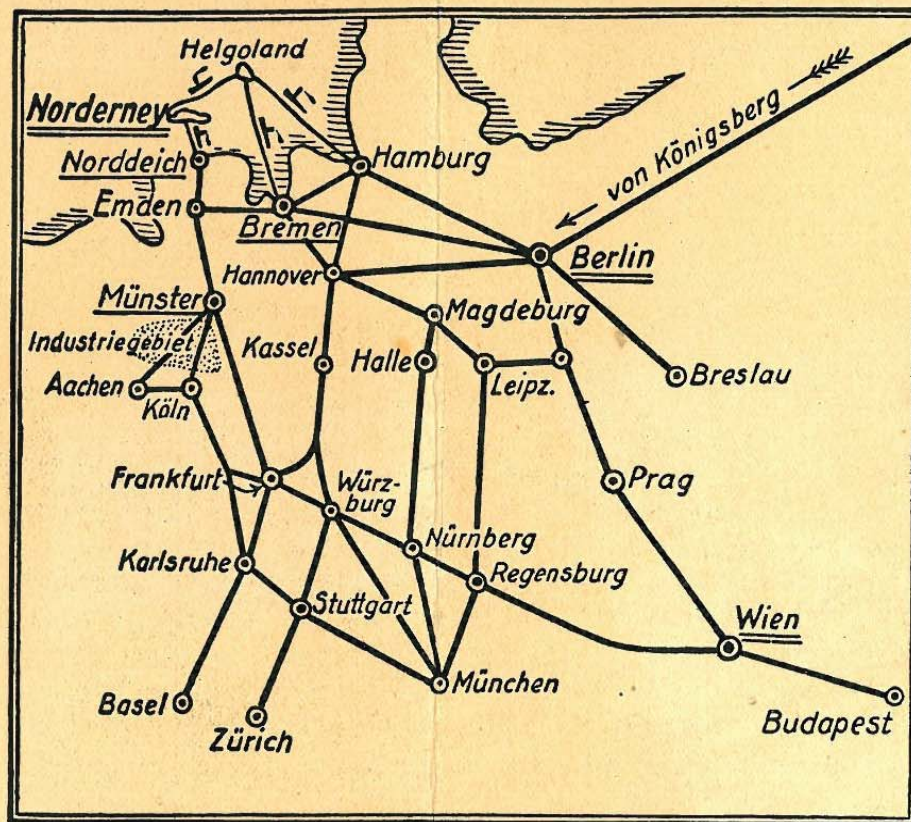 Helgoland
Norderney
von Königsberg
Norddeich
Hamburg
Emden
Bremen
Berlin
Hannover
Münster
Magdeburg
Industriegebiet
Kassel
Halle
Leipz.
Breslau
Aachen
Köln
Frankfurt
Würz-
burg
Prag
Nürnberg
Karlsruhe
Regensburg
Stuttgart
Wien
Basel
München
Zürich
Budapest